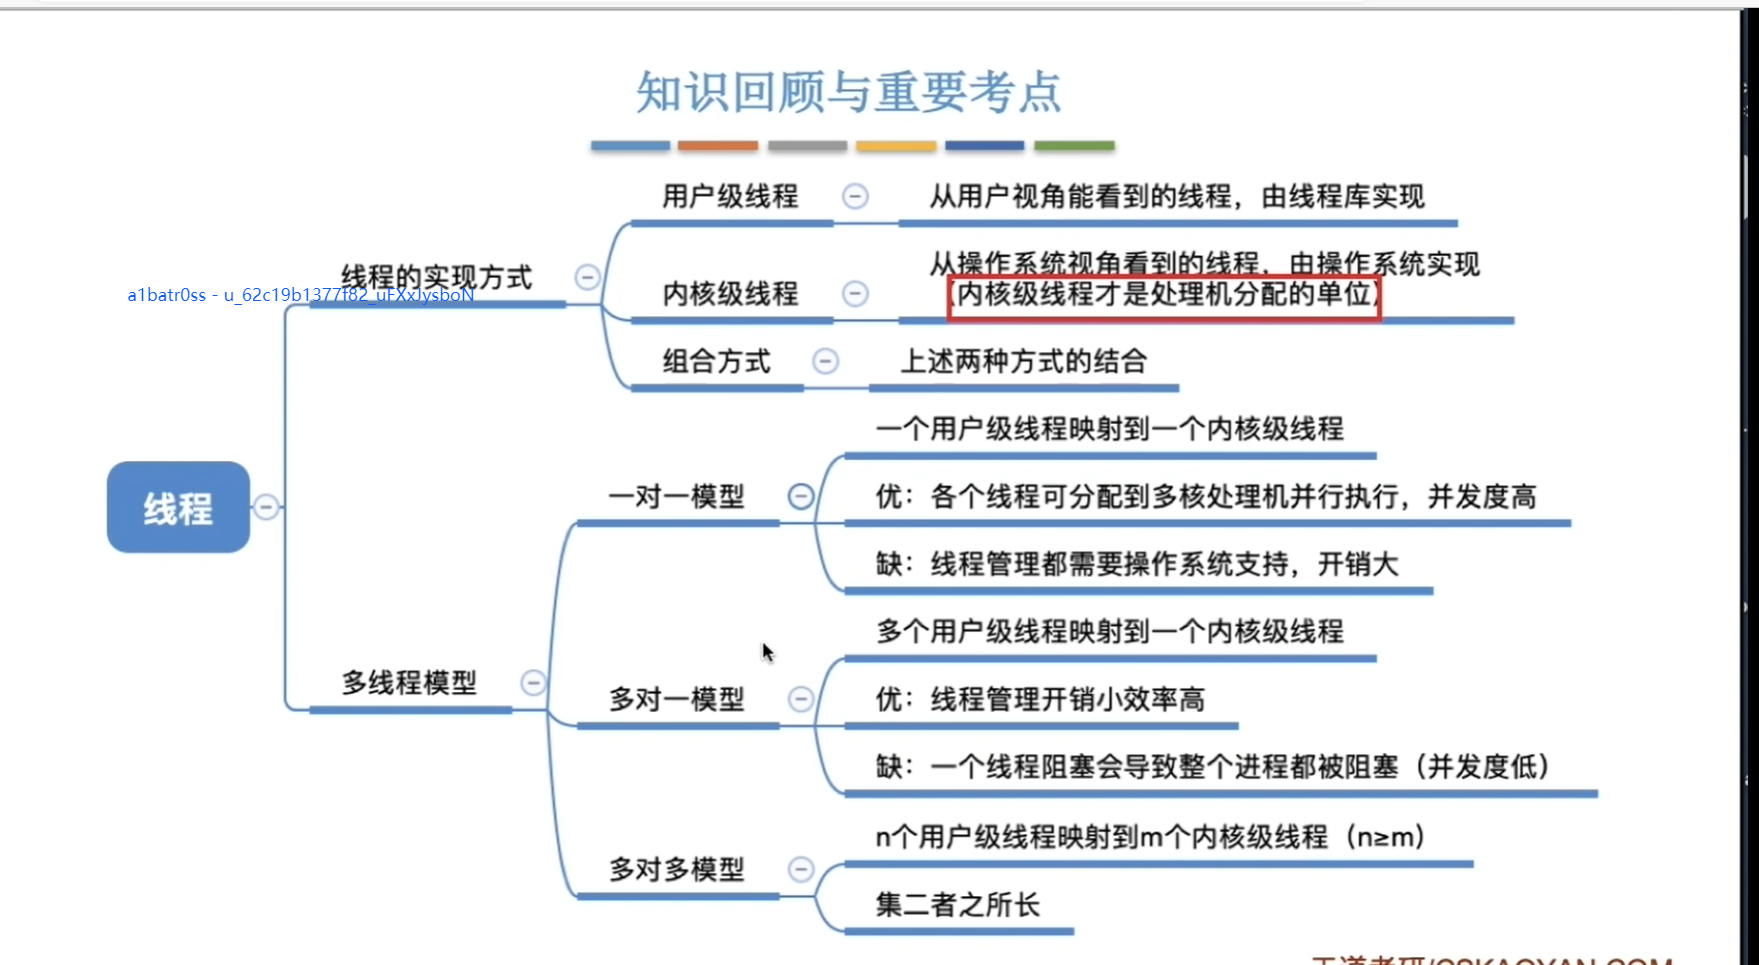 知识回顾与重要考点
用户级线程
从用户视角能看到的线程，由线程库实现
线程的实现方式
a1batr0ss - u_62c19b1377f82_uFXxJysboN
内核级线程
从操作系统视角看到的线程，由操作系统实现
（内核级线程才是处理机分配的单位）
组合方式
上述两种方式的结合
线程
多线程模型
一对一模型
一个用户级线程映射到一个内核级线程
优：各个线程可分配到多核处理机并行执行，并发度高
缺：线程管理都需要操作系统支持，开销大
多对一模型
多个用户级线程映射到一个内核级线程
优：线程管理开销小效率高
缺：一个线程阻塞会导致整个进程都被阻塞（并发度低）
多对多模型
n个用户级线程映射到m个内核级线程（n≥m）
集二者之所长
王道考研/CSKAOYAN.COM